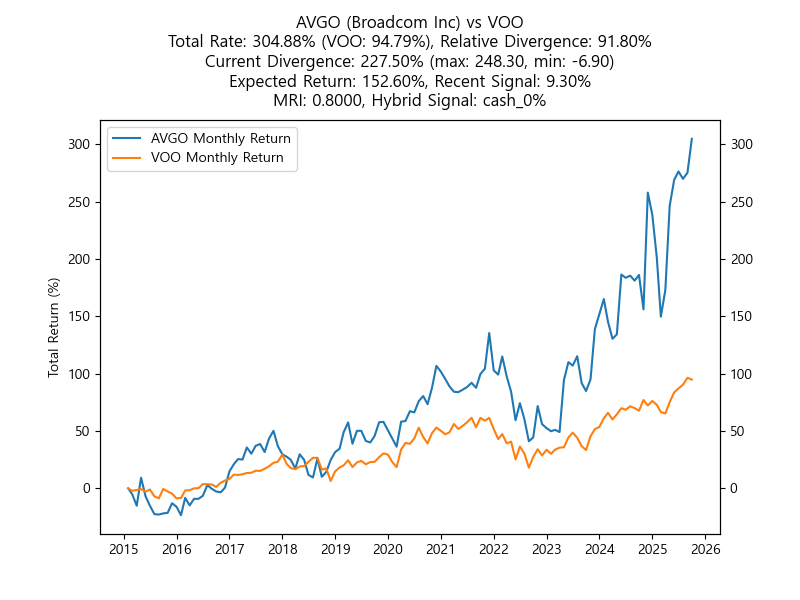 AVGO (Broadcom Inc) vs VOO
Total Rate: 304.88% (VOO: 94.79%), Relative Divergence: 91.80%
Current Divergence: 227.50% (max: 248.30, min: -6.90)
Expected Return: 152.60%, Recent Signal: 9.30%
MRI: 0.8000, Hybrid Signal: cash_0%
AVGO Monthly Return
VOO Monthly Return
Total Return (%)
300
250
200
150
100
50
0
300
250
200
150
100
50
0
2015 2016 2017 2018 2019 2020 2021 2022 2023 2024 2025 2026